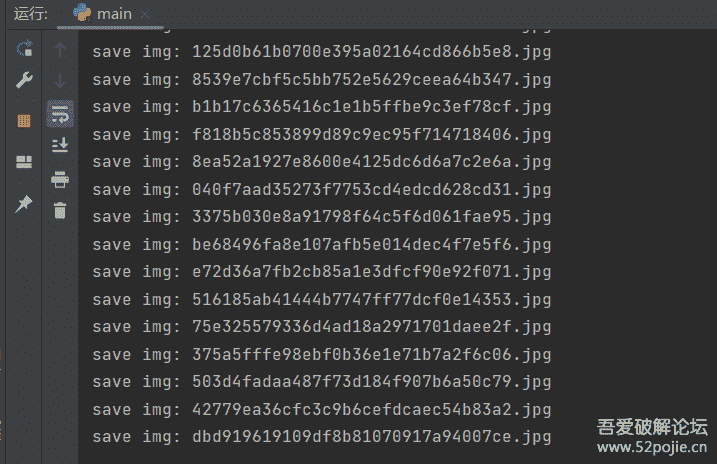 运行: main
save img: 125d0b61b0700e395a02164cd866b5e8.jpg
save img: 8539e7cbf5c5bb752e5629ceea64b347.jpg
save img: b1b17c6365416c1e1b5ffbe9c3ef78cf.jpg
save img: f818b5c853899d89c9ec95f714718406.jpg
save img: 8ea52a1927e8600e4125dc6d6a7c2e6a.jpg
save img: 040f7aad35273f7753cd4edcd628cd31.jpg
save img: 3375b030e8a91798f64c5f6d061fae95.jpg
save img: be68496fa8e107afb5e014dec4f7e5f6.jpg
save img: e72d36a7fb2cb85a1e3dfcf90e92f071.jpg
save img: 516185ab41444b7747ff77dcf0e14353.jpg
save img: 75e325579336d4ad18a2971701daee2f.jpg
save img: 375a5fffe98ebf0b36e1e71b7a2f6c06.jpg
save img: 503d4fadaa487f73d184f907b6a50c79.jpg
save img: 42779ea36cfc3c9b6cefdcaec54b83a2.jpg
save img: dbd919619109df8b81070917a94007ce.jpg
吾爱破解论坛
www.52pojie.cn